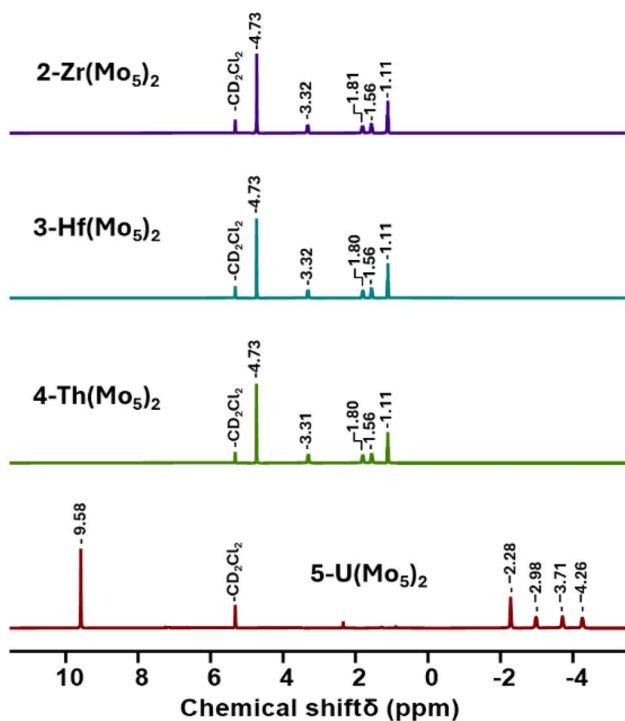 2-Zr(Mo₅)₂
-CD₂Cl₂
-4.73
-3.32
1.81
-1.56
-1.11
3-Hf(Mo₅)₂
-CD₂Cl₂
-4.73
-3.32
1.80
-1.56
-1.11
4-Th(Mo₅)₂
-CD₂Cl₂
-4.73
-3.31
1.80
-1.56
-1.11
5-U(Mo₅)₂
-9.58
-CD₂Cl₂
-2.28
-2.98
-3.71
-4.26
10 8 6 4 2 0 -2 -4
Chemical shiftδ (ppm)